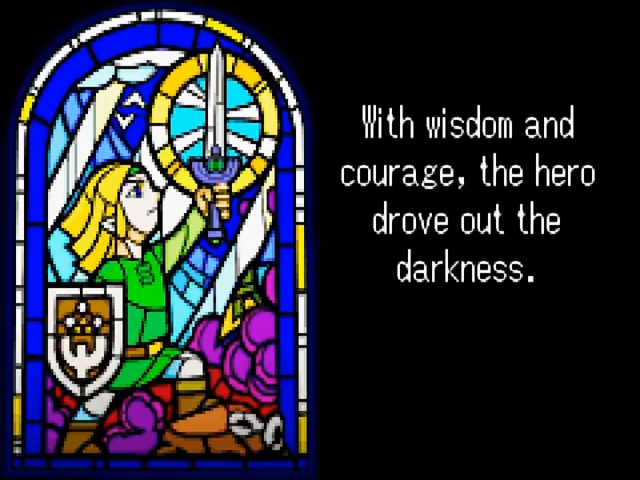 With wisdom and
courage, the hero
drove out the
darkness.